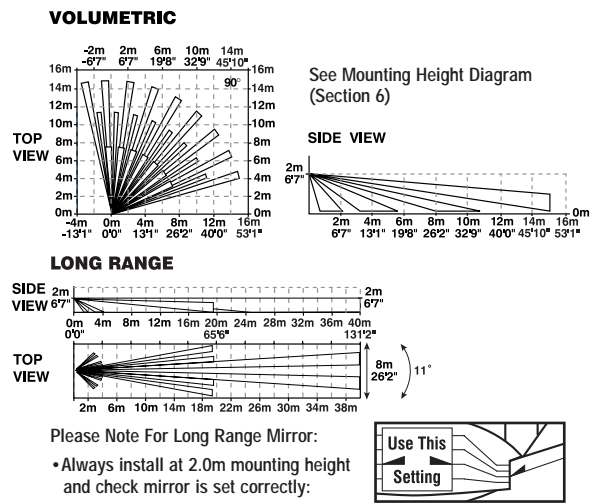 VOLUMETRIC
-2m 2m 6m 10m 14m
-6'7" 6'7" 19'8" 32'9" 45'10"
16m 90° 16m
14m 14m
12m 12m
10m 10m
TOP VIEW
8m 8m
6m 6m
4m 4m
2m 2m
0m 0m
-4m 0m 4m 8m 12m 16m
-13'1" 0'0" 13'1" 26'2" 40'0" 53'1"
See Mounting Height Diagram
(Section 6)
SIDE VIEW
2m
6'7"
0m
2m 4m 6m 8m 10m 12m 14m 16m
6'7" 13'1" 19'8" 26'2" 32'9" 40'0" 45'10" 53'1"
LONG RANGE
SIDE VIEW
2m 2m
6'7" 6'7"
0m 4m 8m 12m 16m 20m 24m 28m 32m 36m 40m
0'0" 65'6" 131'2"
TOP VIEW
8m
26'2"
11°
2m 6m 10m 14m 18m 22m 26m 30m 34m 38m
Please Note For Long Range Mirror:
•Always install at 2.0m mounting height
and check mirror is set correctly:
Use This
Setting